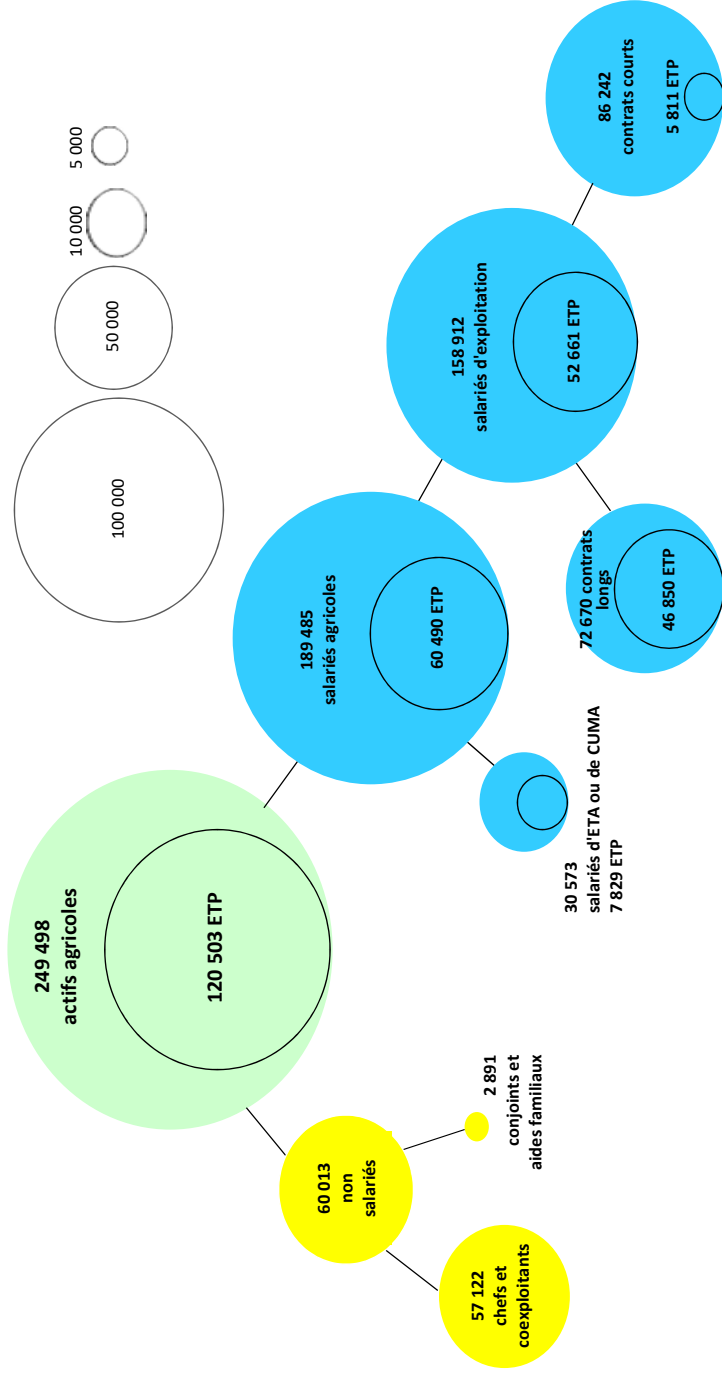 249 498
actifs agricoles
120 503 ETP
100 000
50 000
10 000
5 000
60 013
non
salariés
57 122
chefs et
coexploitants
2 891
conjoints et
aides familiaux
189 485
salariés agricoles
60 490 ETP
30 573
salariés d'ETA ou de CUMA
7 829 ETP
158 912
salariés d'exploitation
52 661 ETP
72 670 contrats
longs
46 850 ETP
86 242
contrats courts
5 811 ETP